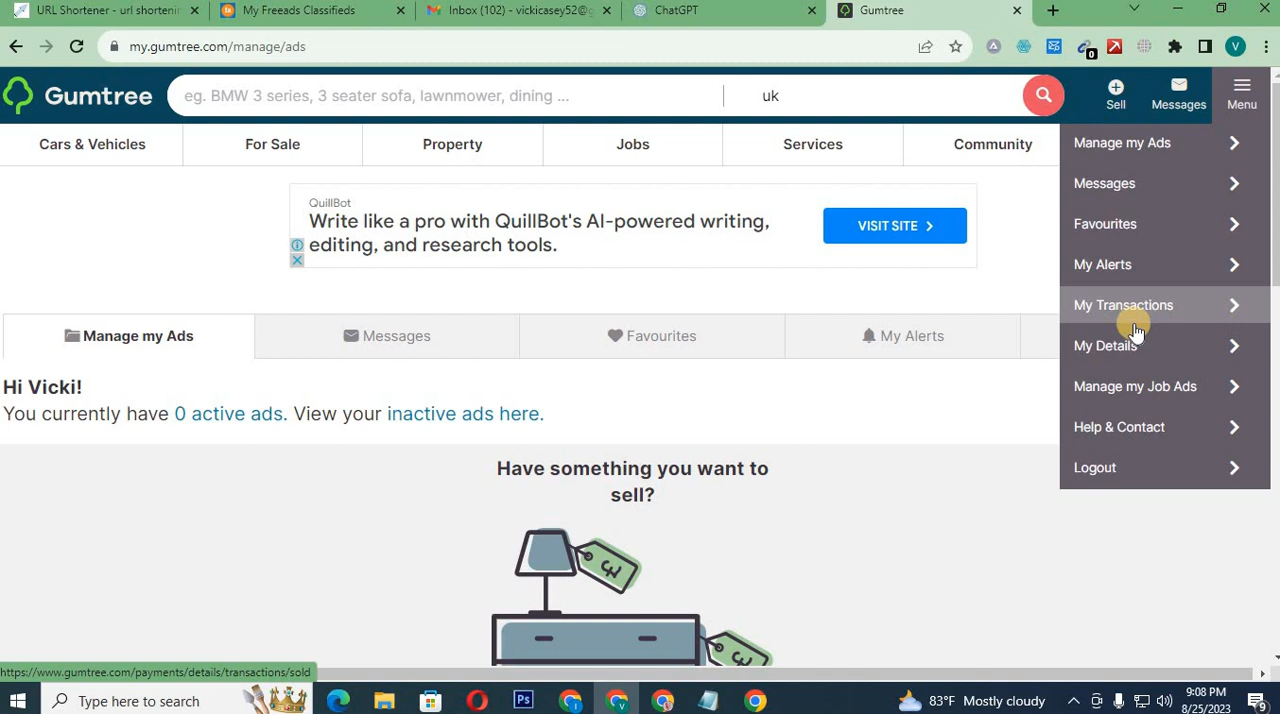 URL Shortener - url shortenin
My Freeads Classifieds
Inbox (102) - vickicasey52@g
ChatGPT
Gumtree
my.gumtree.com/manage/ads
0
V
Gumtree
eg. BMW 3 series, 3 seater sofa, lawnmower, dining ...
uk
Sell
Messages
Menu
Cars & Vehicles
For Sale
Property
Jobs
Services
Community
Manage my Ads
Messages
Favourites
My Alerts
My Transactions
My Details
Manage my Job Ads
Help & Contact
Logout
QuillBot
Write like a pro with QuillBot's AI-powered writing,
editing, and research tools.
VISIT SITE
Manage my Ads
Messages
Favourites
My Alerts
Hi Vicki!
You currently have 0 active ads. View your inactive ads here.
Have something you want to
sell?
£
£
https://www.gumtree.com/payments/details/transactions/sold
Type here to search
Ps
83°F Mostly cloudy
9:08 PM
8/25/2023